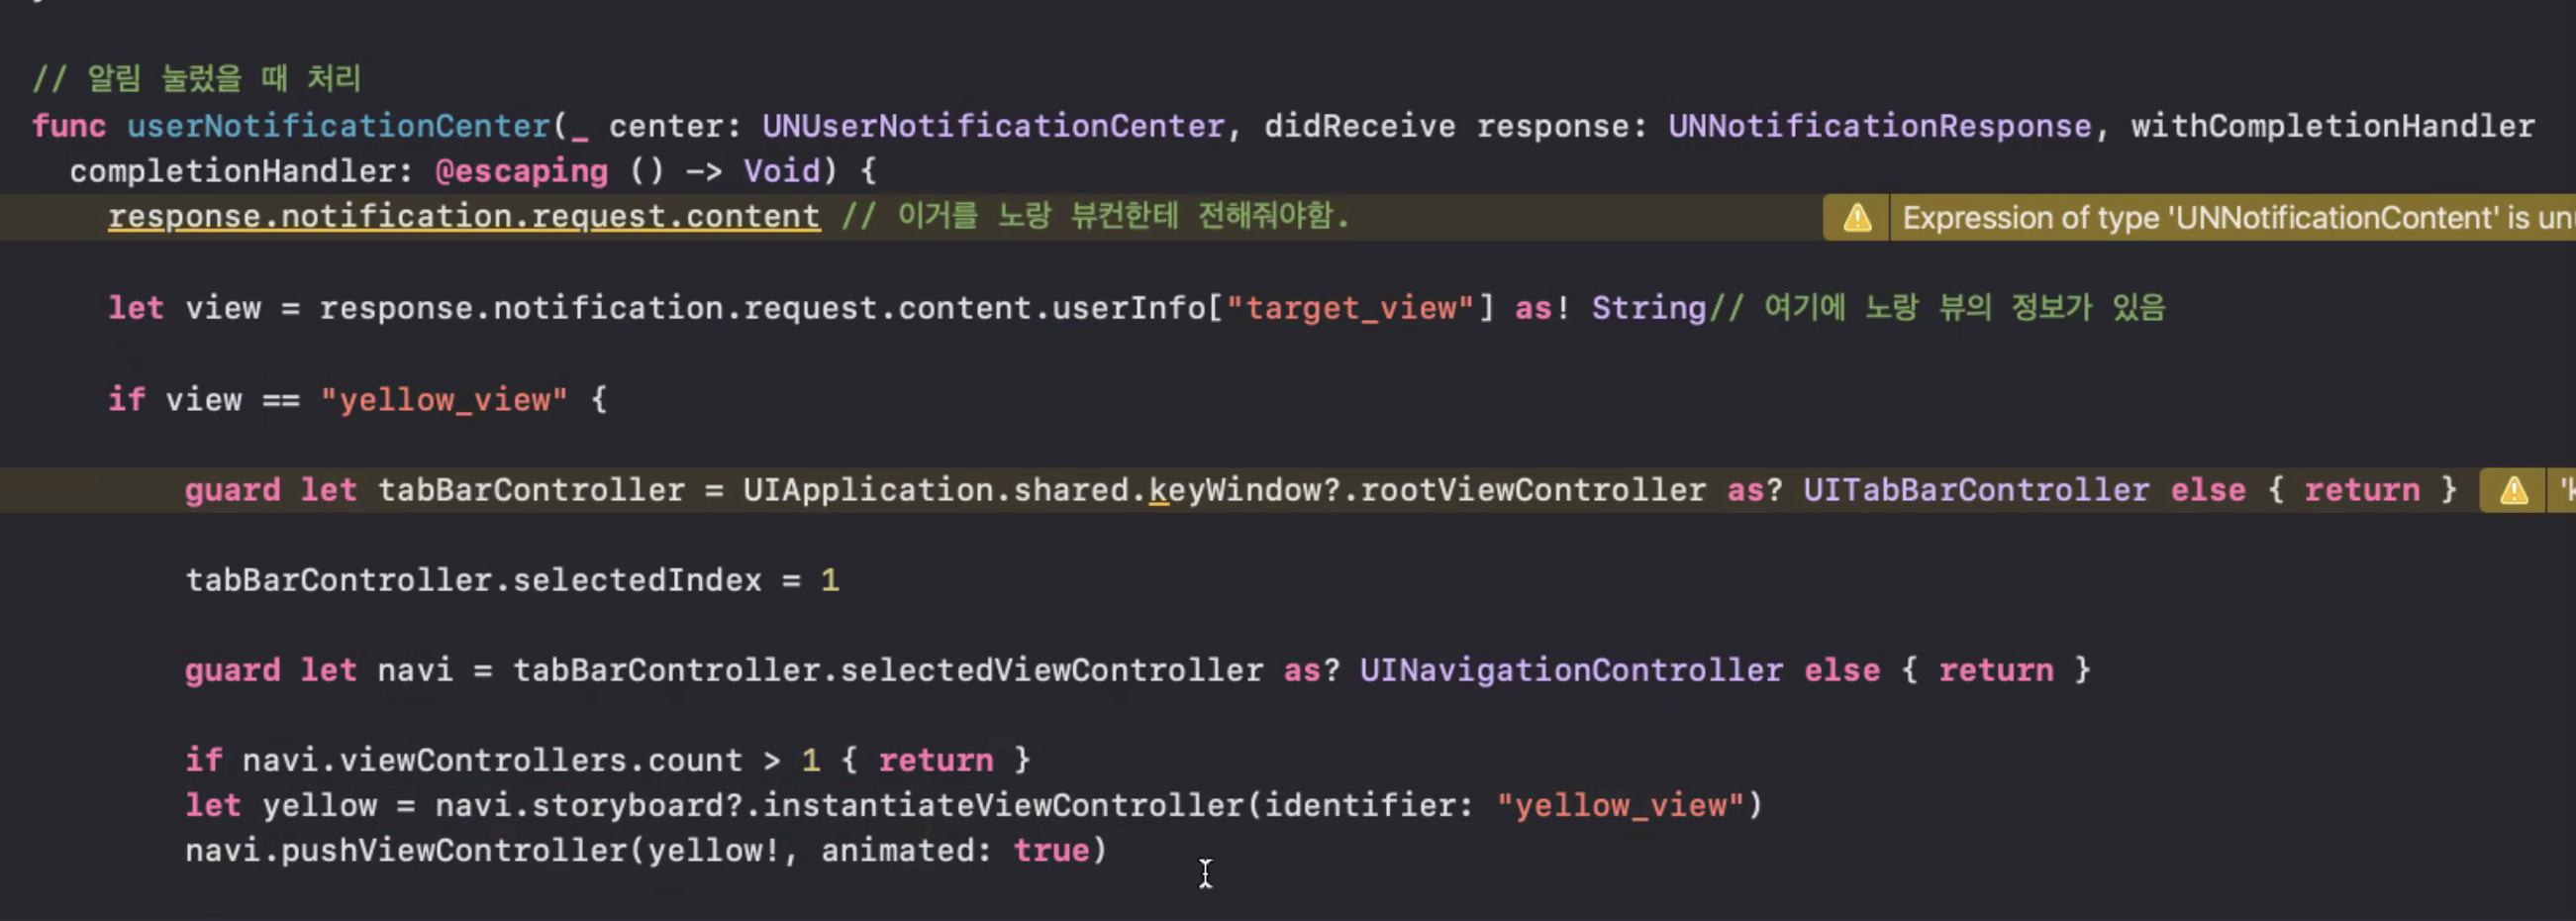 // 알림 눌렀을 때 처리
func userNotificationCenter(_ center: UNUserNotificationCenter, didReceive response: UNNotificationResponse, withCompletionHandler
completionHandler: @escaping () -> Void) {
response.notification.request.content // 이거를 노랑 뷰컨한테 전해줘야함. Expression of type 'UNNotificationContent' is
let view = response.notification.request.content.userInfo["target_view"] as! String// 여기에 노랑 뷰의 정보가 있음
if view == "yellow_view" {
guard let tabBarController = UIApplication.shared.keyWindow?.rootViewController as? UITabBarController else { return }
tabBarController.selectedIndex = 1
guard let navi = tabBarController.selectedViewController as? UINavigationController else { return }
if navi.viewControllers.count > 1 { return }
let yellow = navi.storyboard?.instantiateViewController(identifier: "yellow_view")
navi.pushViewController(yellow!, animated: true)